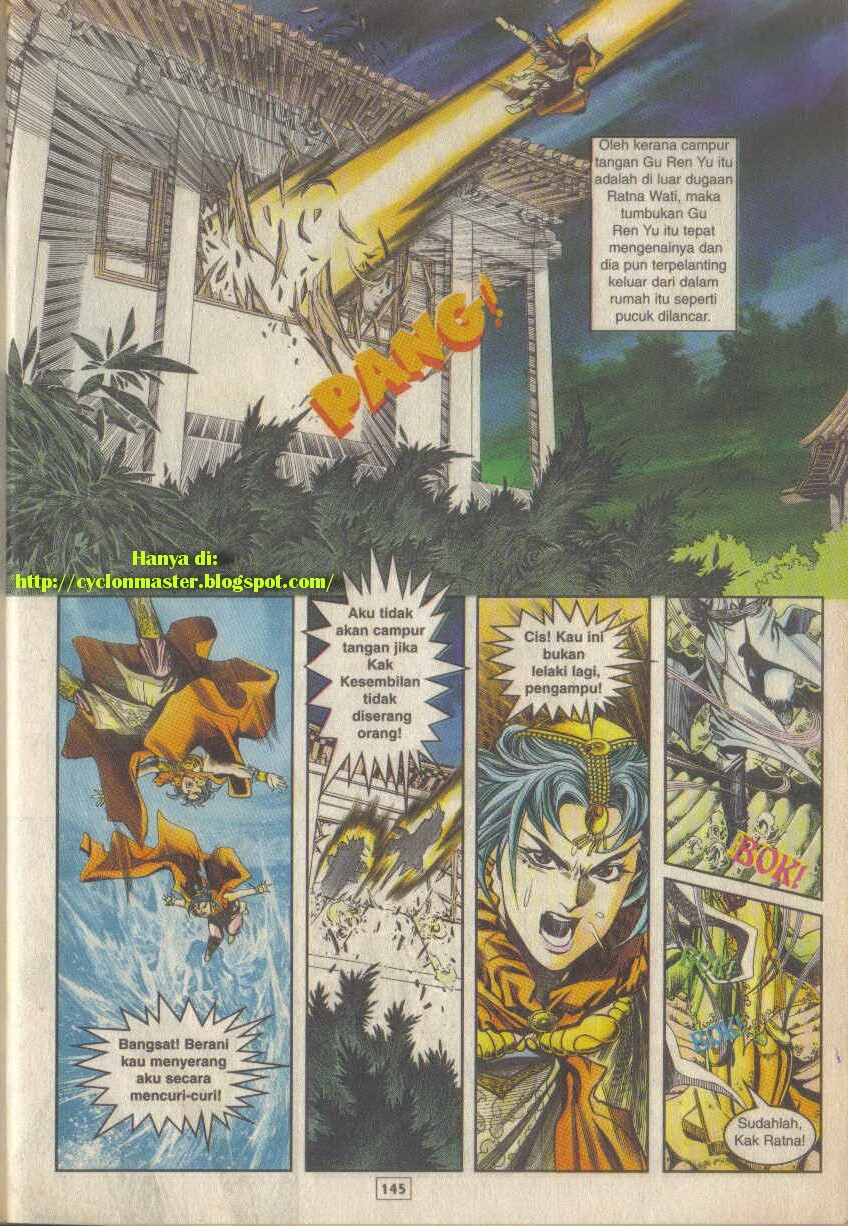 Oleh kerana campur
tangan Gu Ren Yu itu
adalah di luar dugaan
Ratna Wati, maka
tumbukan Gu
Ren Yu itu tepat
mengenainya dan
dia pun terpelanting
keluar dari dalam
rumah itu seperti
pucuk dilancar.
PANG!
Hanya di:
http://cyclonmaster.blogspot.com/
Bangsat! Berani
kau menyerang
aku secara
mencuri-curi!
Aku tidak
akan campur
tangan jika
Kak
Kesembilan
tidak
diserang
orang!
Cis! Kau ini
bukan
lelaki lagi,
pengampu!
BOK!
POKE
BOK!
Sudahlah,
Kak Ratna!
145